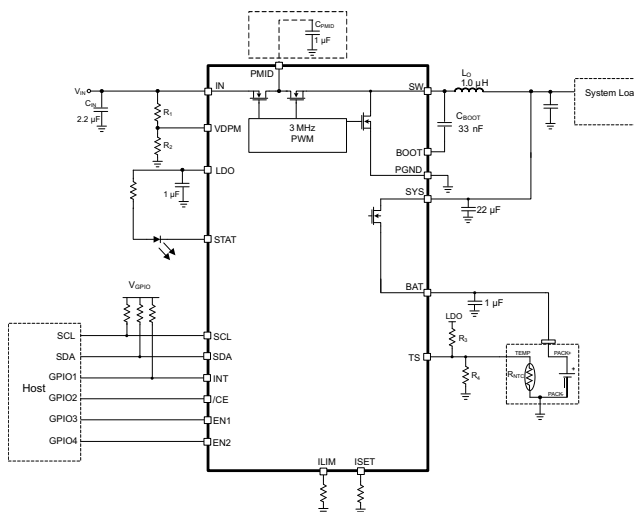 CPMID
1 µF
PMID
VIN
CIN
2.2 µF
R1
R2
IN
VDPM
3 MHz
PWM
SW
LO
1.0 µH
CBOOT
33 nF
BOOT
PGND
SYS
22 µF
System Loa
LDO
1 µF
STAT
BAT
1 µF
VGPIO
LDO
R3
R4
TS
TEMP
PACK+
RNTC
+
PACK-
Host
SCL
SDA
GPIO1
GPIO2
GPIO3
GPIO4
SCL
SDA
INT
/CE
EN1
EN2
ILIM
ISET